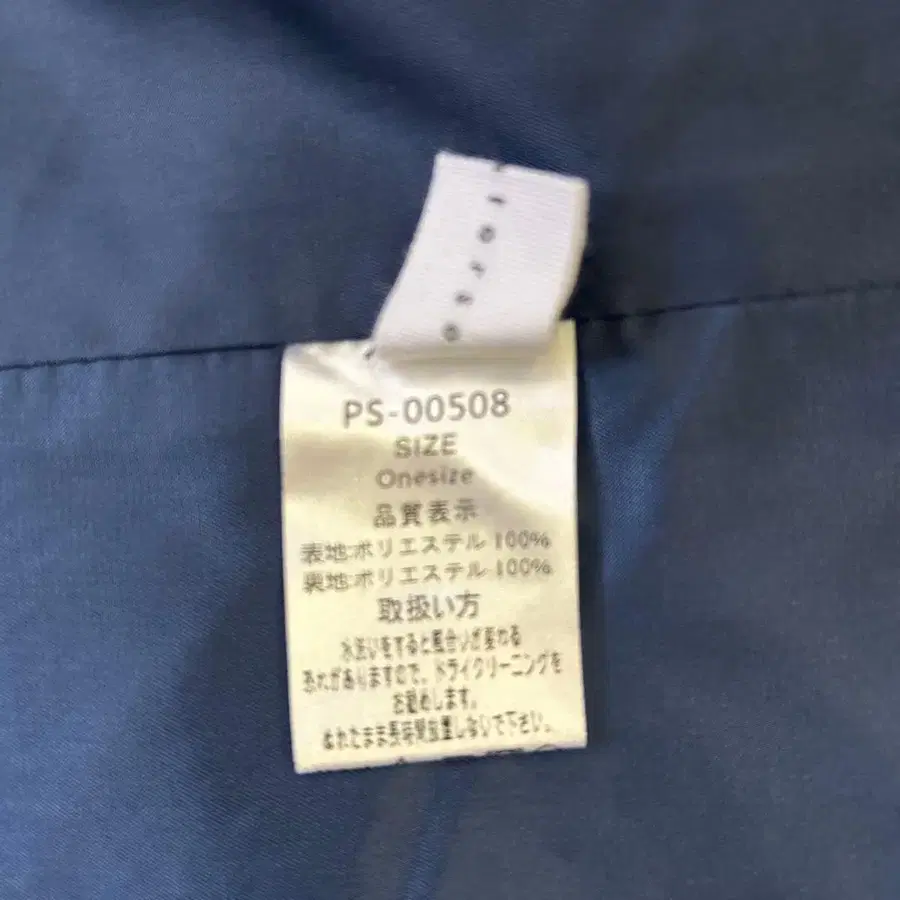 torso
PS-00508
SIZE
Onesize
品質表示
表地:ポリエステル 100%
裏地:ポリエステル 100%
取扱い方
水洗いをすると風合いが変わる
恐れがありますので、ドライクリーニングを
お勧めします。
ぬれたまま長時間放置しないで下さい。